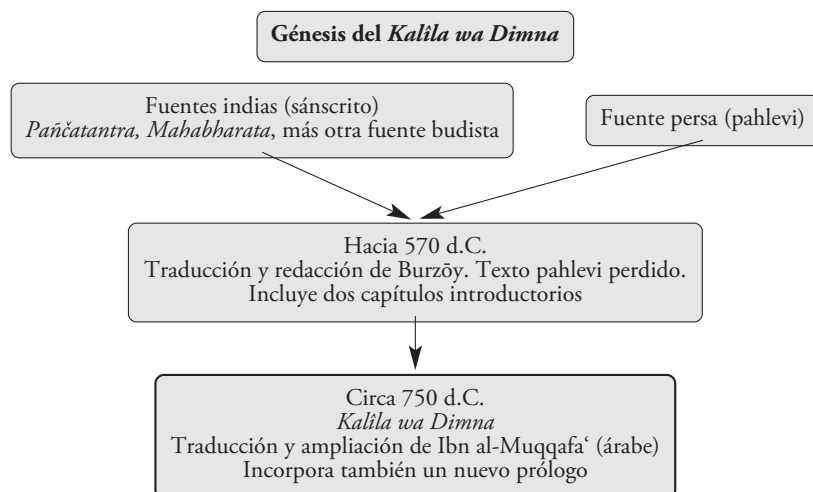 Génesis del Kalîla wa Dimna
Fuentes indias (sánscrito)
Pañčatantra, Mahabharata, más otra fuente budista
Fuente persa (pahlevi)
Hacia 570 d.C.
Traducción y redacción de Burzōy. Texto pahlevi perdido.
Incluye dos capítulos introductorios
Circa 750 d.C.
Kalîla wa Dimna
Traducción y ampliación de Ibn al-Muqqafa‘ (árabe)
Incorpora también un nuevo prólogo